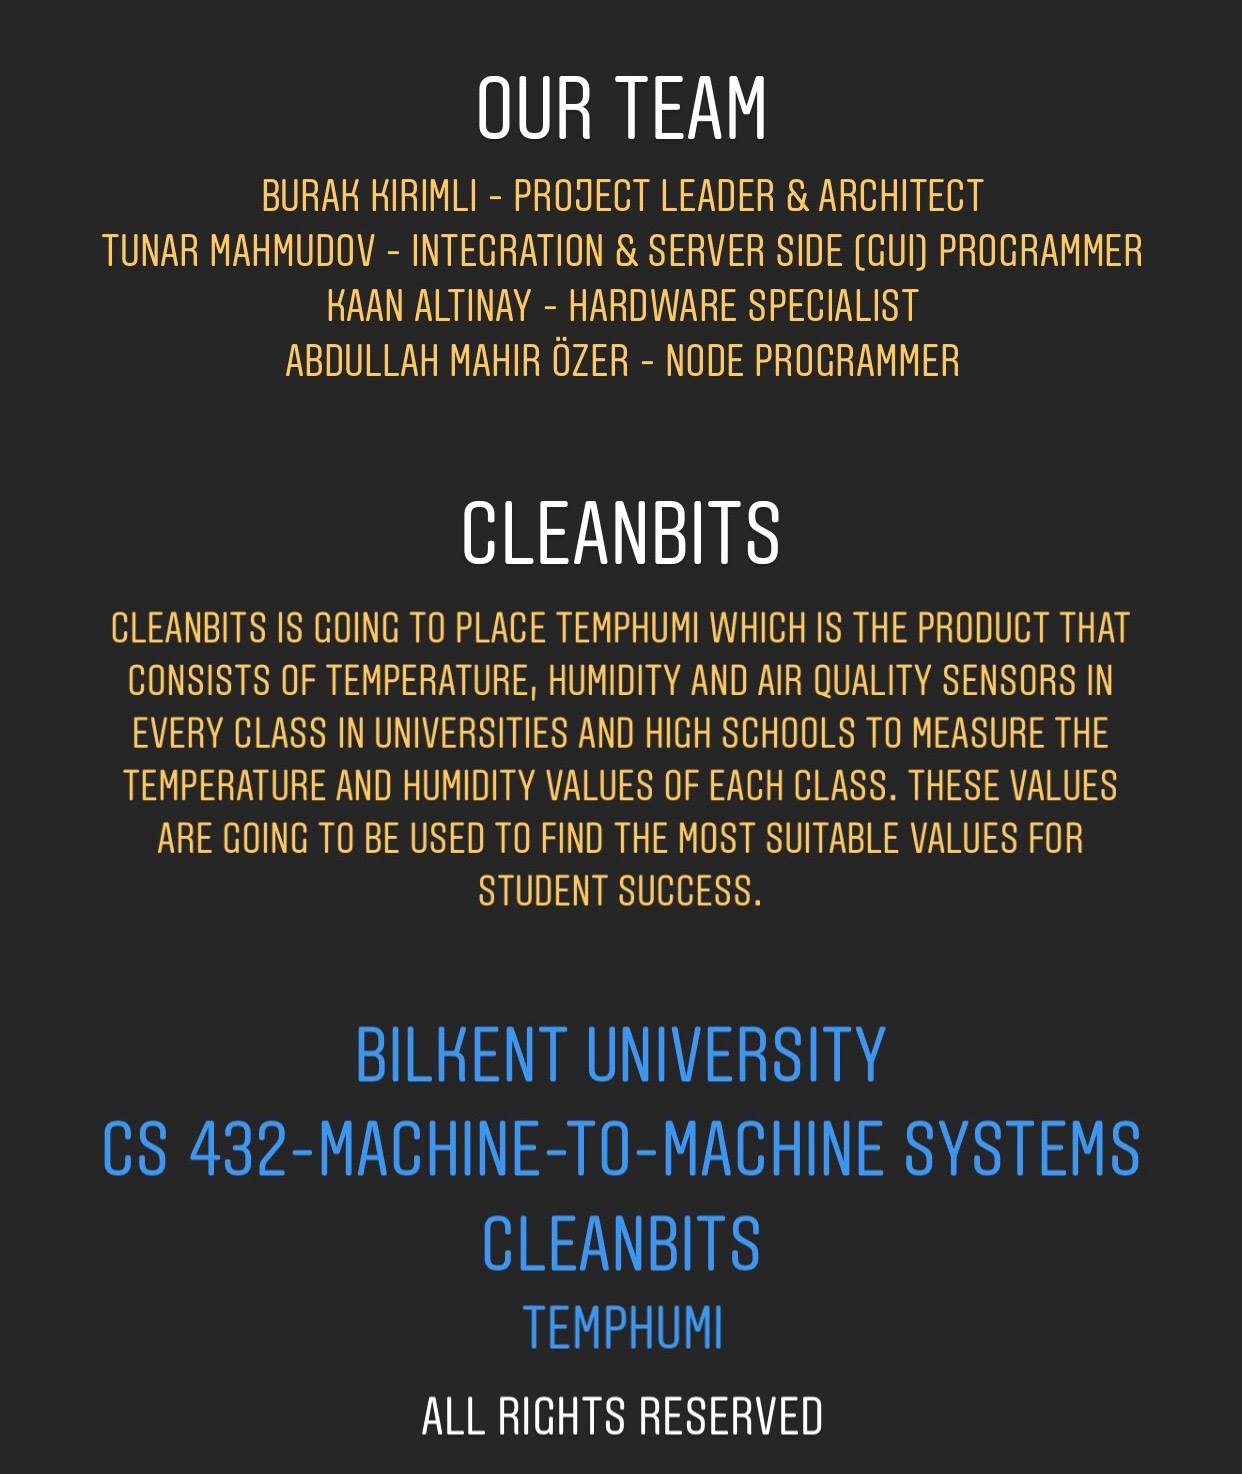 OUR TEAM
BURAK KIRIMLI - PROJECT LEADER & ARCHITECT
TUNAR MAHMUDOV - INTEGRATION & SERVER SIDE (GUI) PROGRAMMER
KAAN ALTINAY - HARDWARE SPECIALIST
ABDULLAH MAHIR ÖZER - NODE PROGRAMMER
CLEANBITS
CLEANBITS IS GOING TO PLACE TEMPHUMI WHICH IS THE PRODUCT THAT
CONSISTS OF TEMPERATURE, HUMIDITY AND AIR QUALITY SENSORS IN
EVERY CLASS IN UNIVERSITIES AND HIGH SCHOOLS TO MEASURE THE
TEMPERATURE AND HUMIDITY VALUES OF EACH CLASS. THESE VALUES
ARE GOING TO BE USED TO FIND THE MOST SUITABLE VALUES FOR
STUDENT SUCCESS.
BILKENT UNIVERSITY
CS 432-MACHINE-TO-MACHINE SYSTEMS
CLEANBITS
TEMPHUMI
ALL RIGHTS RESERVED